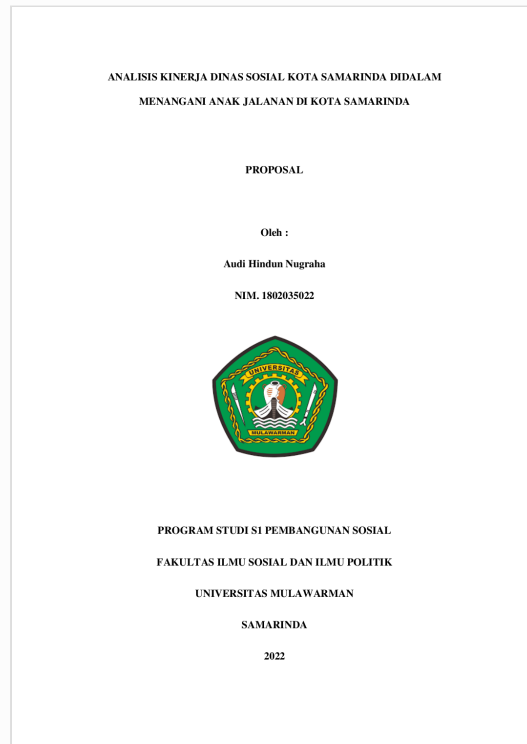 ANALISIS KINERJA DINAS SOSIAL KOTA SAMARINDA DIDALAM
MENANGANI ANAK JALANAN DI KOTA SAMARINDA
PROPOSAL
Oleh :
Audi Hindun Nugraha
NIM. 1802035022
UNIVERSITAS
MULAWARMAN
PROGRAM STUDI S1 PEMBANGUNAN SOSIAL
FAKULTAS ILMU SOSIAL DAN ILMU POLITIK
UNIVERSITAS MULAWARMAN
SAMARINDA
2022